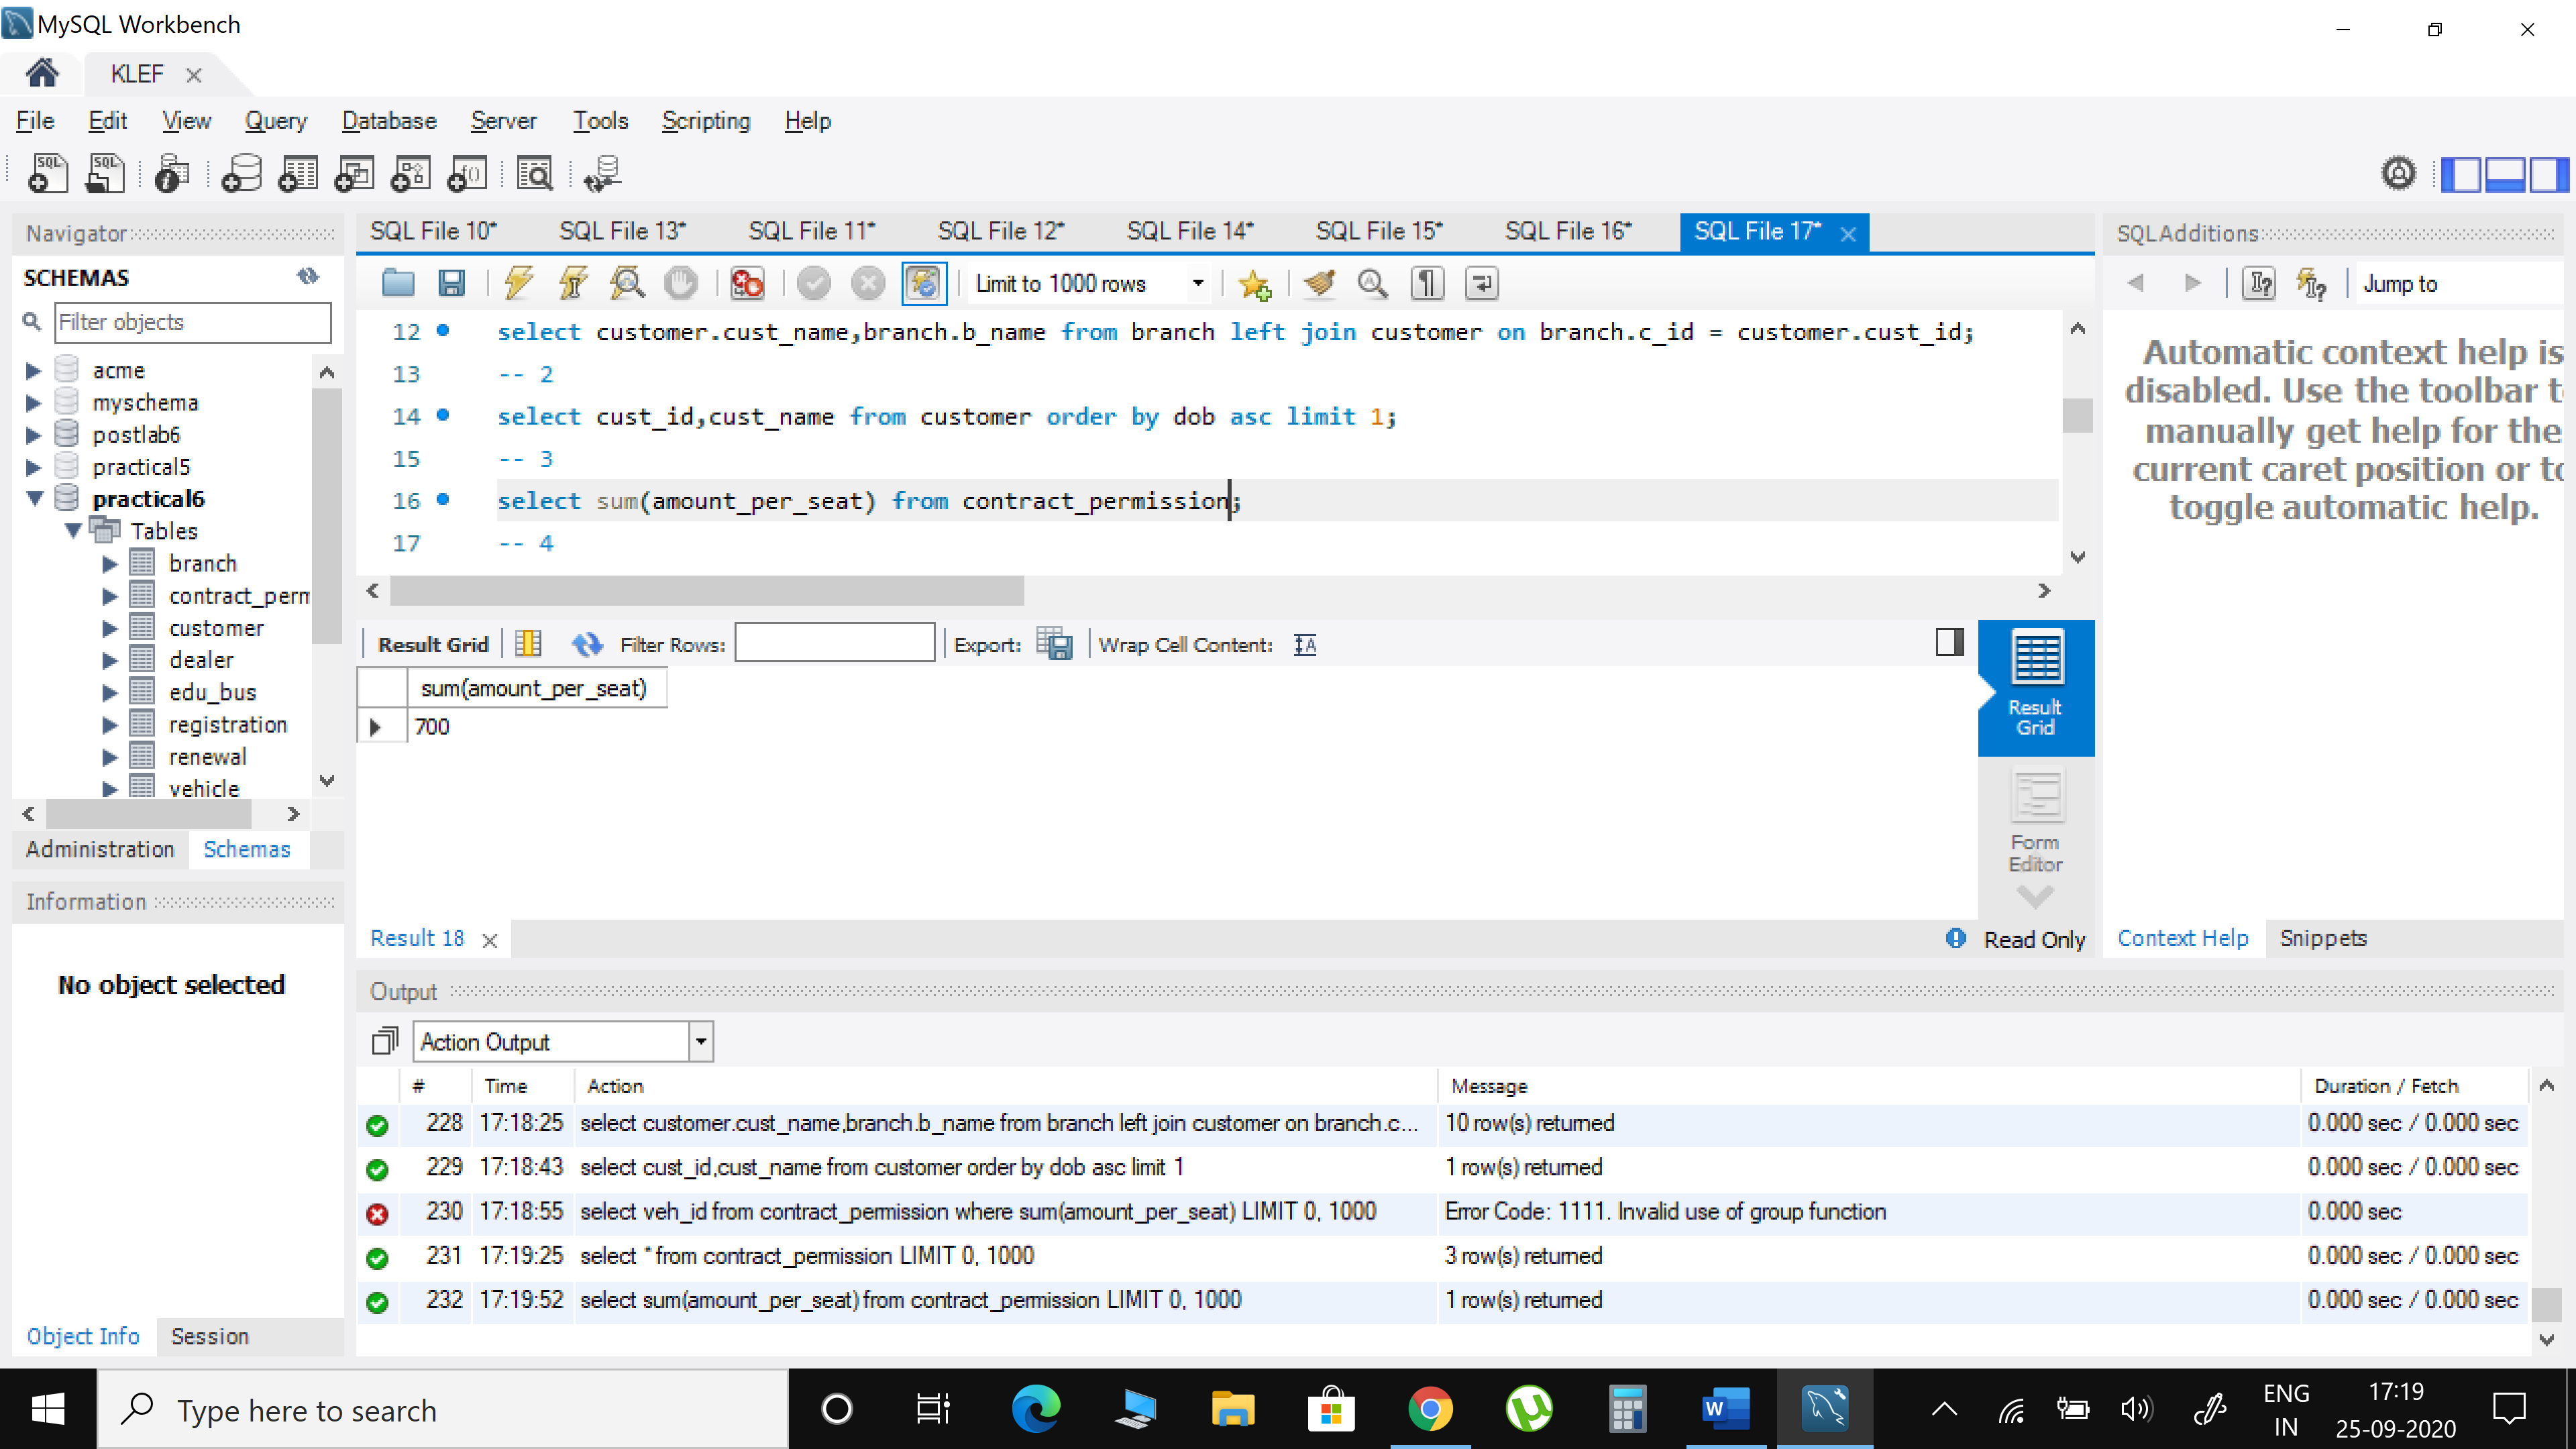 MySQL Workbench
KLEF
File Edit View Query Database Server Tools Scripting Help
Navigator
SCHEMAS
Filter objects
acme
myschema
postlab6
practical5
practical6
Tables
branch
contract_perm
customer
dealer
edu_bus
registration
renewal
vehicle
Administration Schemas
Information
No object selected
Object Info Session
SQL File 10* SQL File 13* SQL File 11* SQL File 12* SQL File 14* SQL File 15* SQL File 16* SQL File 17*
Limit to 1000 rows
12 select customer.cust_name,branch.b_name from branch left join customer on branch.c_id = customer.cust_id;
13 -- 2
14 select cust_id,cust_name from customer order by dob asc limit 1;
15 -- 3
16 select sum(amount_per_seat) from contract_permission;
17 -- 4
Result Grid Filter Rows: Export: Wrap Cell Content:
sum(amount_per_seat)
700
Result
Grid
Form
Editor
Result 18 Read Only
SQLAdditions
Jump to
Automatic context help is
disabled. Use the toolbar t
manually get help for the
current caret position or to
toggle automatic help.
Context Help Snippets
Output
Action Output
# Time Action Message Duration / Fetch
228 17:18:25 select customer.cust_name,branch.b_name from branch left join customer on branch.c... 10 row(s) returned 0.000 sec / 0.000 sec
229 17:18:43 select cust_id,cust_name from customer order by dob asc limit 1 1 row(s) returned 0.000 sec / 0.000 sec
230 17:18:55 select veh_id from contract_permission where sum(amount_per_seat) LIMIT 0, 1000 Error Code: 1111. Invalid use of group function 0.000 sec
231 17:19:25 select * from contract_permission LIMIT 0, 1000 3 row(s) returned 0.000 sec / 0.000 sec
232 17:19:52 select sum(amount_per_seat) from contract_permission LIMIT 0, 1000 1 row(s) returned 0.000 sec / 0.000 sec
Type here to search
ENG
IN
17:19
25-09-2020